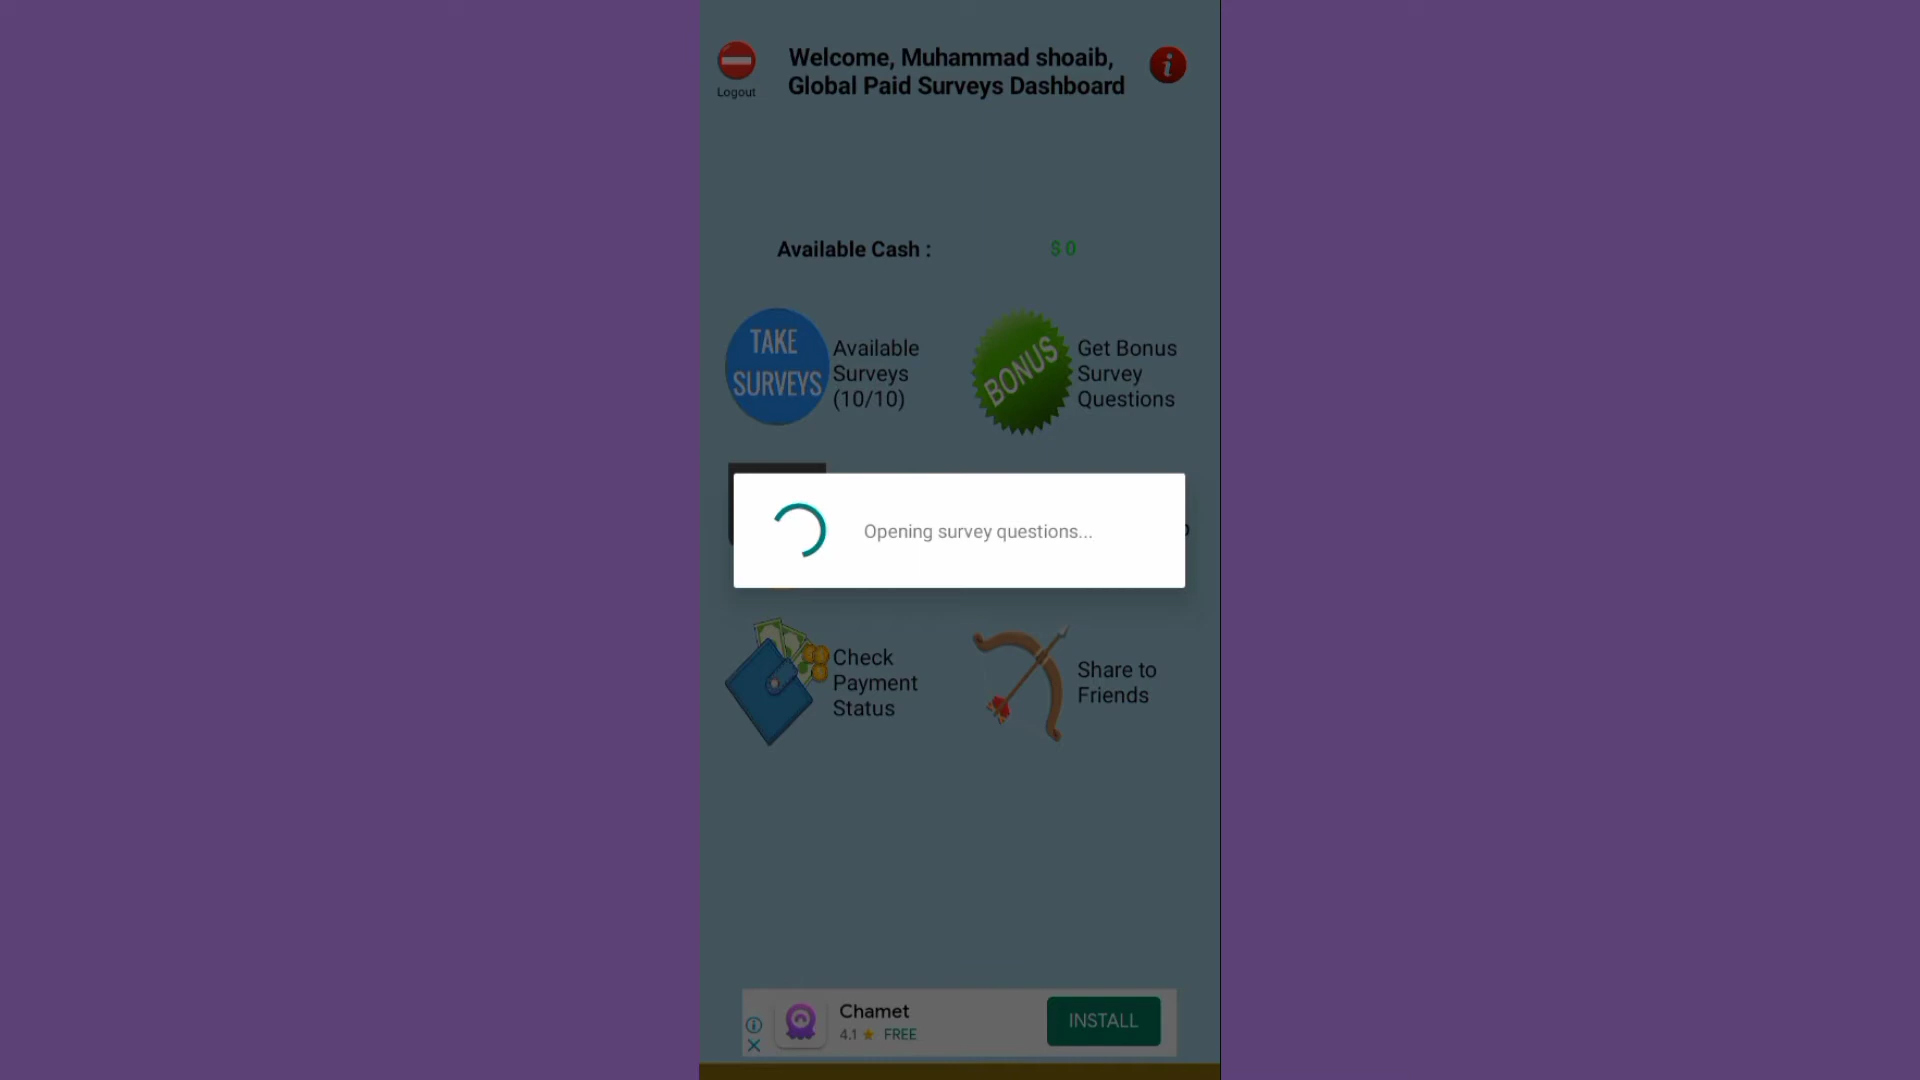 Welcome, Muhammad shoaib,
Global Paid Surveys Dashboard
Logout
Available Cash :
$ 0
TAKE
SURVEYS
Available
Surveys
(10/10)
BONUS
Get Bonus
Survey
Questions
Opening survey questions...
Check
Payment
Status
Share to
Friends
Chamet
4.1 ★ FREE
INSTALL